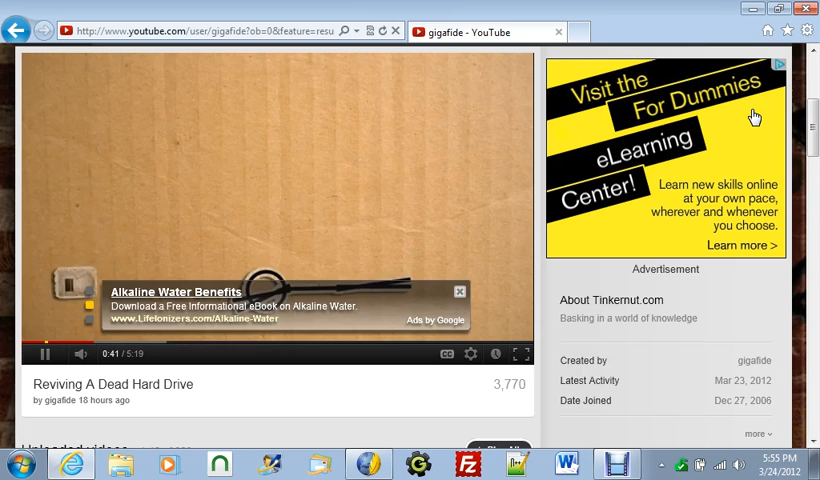 http://www.youtube.com/user/gigafide?ob=0&feature=resu
gigafide - YouTube
Visit the
For Dummies
eLearning
Center!
Learn new skills online
at your own pace,
wherever and whenever
you choose.
Learn more >
Advertisement
Alkaline Water Benefits
Download a Free Informational eBook on Alkaline Water.
www.LifeIonizers.com/Alkaline-Water
Ads by Google
0:41 / 5:19
CC
Reviving A Dead Hard Drive
3,770
by gigafide 18 hours ago
About Tinkernut.com
Basking in a world of knowledge
Created by gigafide
Latest Activity Mar 23, 2012
Date Joined Dec 27, 2006
more
Uploaded videos
5:55 PM
3/24/2012